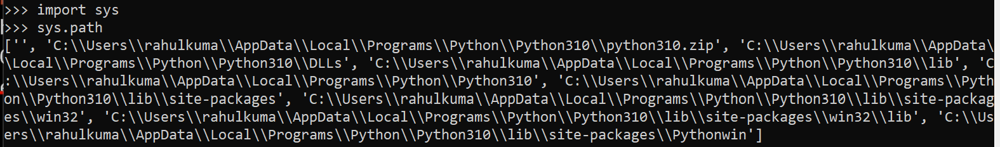 >>> import sys
>>> sys.path
['', 'C:\\Users\\rahulkuma\\AppData\\Local\\Programs\\Python\\Python310\\python310.zip', 'C:\\Users\\rahulkuma\\AppData\
\Local\\Programs\\Python\\Python310\\DLLs', 'C:\\Users\\rahulkuma\\AppData\\Local\\Programs\\Python\\Python310\\lib', 'C
:\\Users\\rahulkuma\\AppData\\Local\\Programs\\Python\\Python310', 'C:\\Users\\rahulkuma\\AppData\\Local\\Programs\\Pyth
on\\Python310\\lib\\site-packages', 'C:\\Users\\rahulkuma\\AppData\\Local\\Programs\\Python\\Python310\\lib\\site-packag
es\\win32', 'C:\\Users\\rahulkuma\\AppData\\Local\\Programs\\Python\\Python310\\lib\\site-packages\\win32\\lib', 'C:\\Us
ers\\rahulkuma\\AppData\\Local\\Programs\\Python\\Python310\\lib\\site-packages\\Pythonwin']